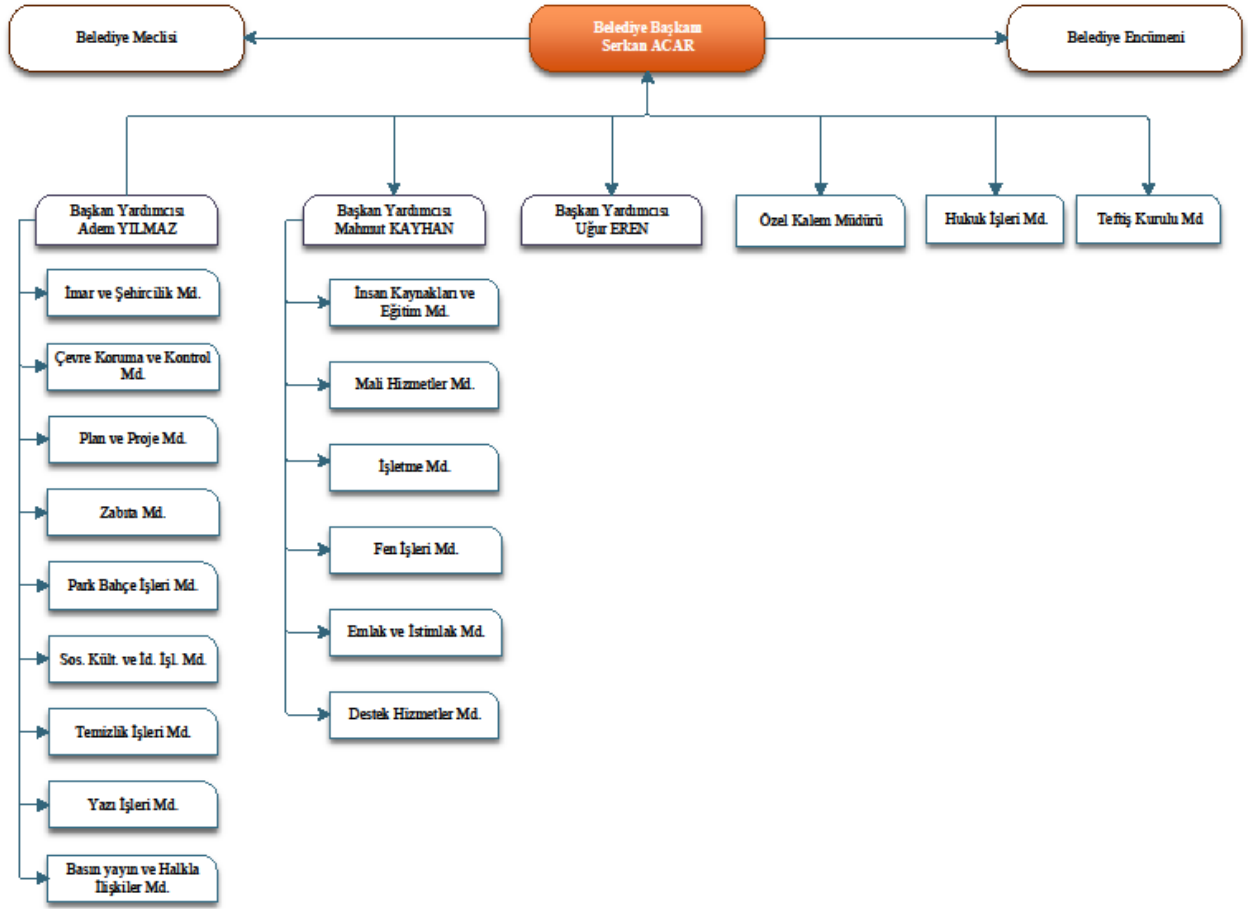 Belediye Meclisi
Belediye Başkanı
Serkan ACAR
Belediye Encümeni
Başkan Yardımcısı
Adem YILMAZ
Başkan Yardımcısı
Mahmut KAYHAN
Başkan Yardımcısı
Uğur EREN
Özel Kalem Müdürü
Hukuk İşleri Md.
Teftiş Kurulu Md
İmar ve Şehircilik Md.
Çevre Koruma ve Kontrol
Md.
Plan ve Proje Md.
Zabıta Md.
Park Bahçe İşleri Md.
Sos. Kült. ve İd. İşl. Md.
Temizlik İşleri Md.
Yazı İşleri Md.
Basın yayın ve Halkla
İlişkiler Md.
İnsan Kaynakları ve
Eğitim Md.
Mali Hizmetler Md.
İşletme Md.
Fen İşleri Md.
Emlak ve İstimlak Md.
Destek Hizmetler Md.